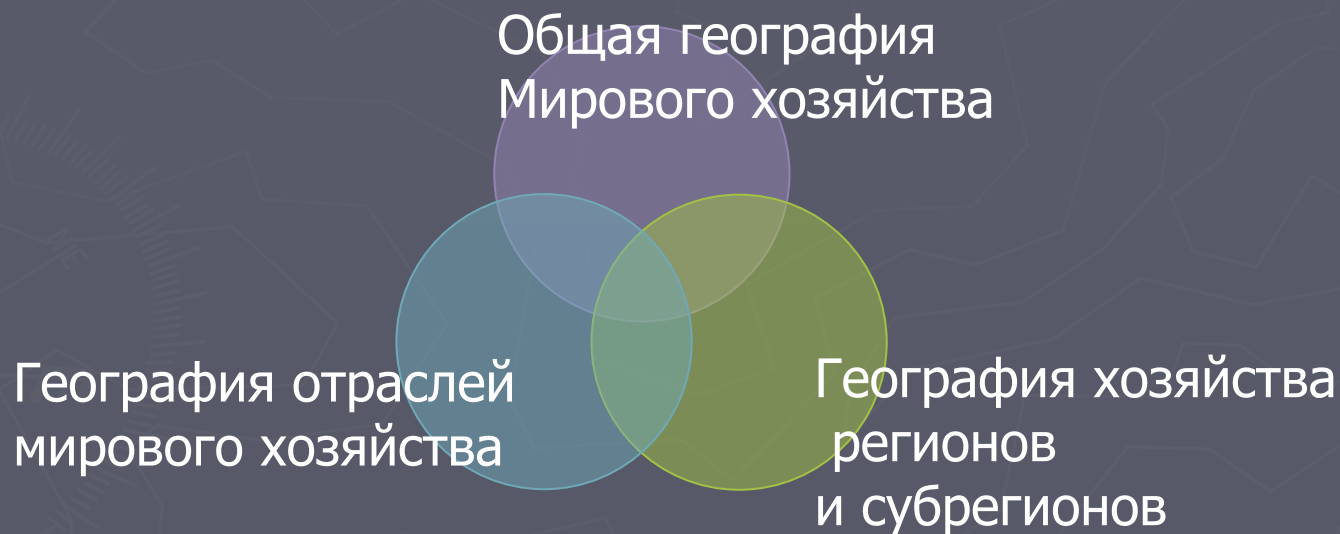 Общая география
Мирового хозяйства
География отраслей
мирового хозяйства
География хозяйства
регионов
и субрегионов